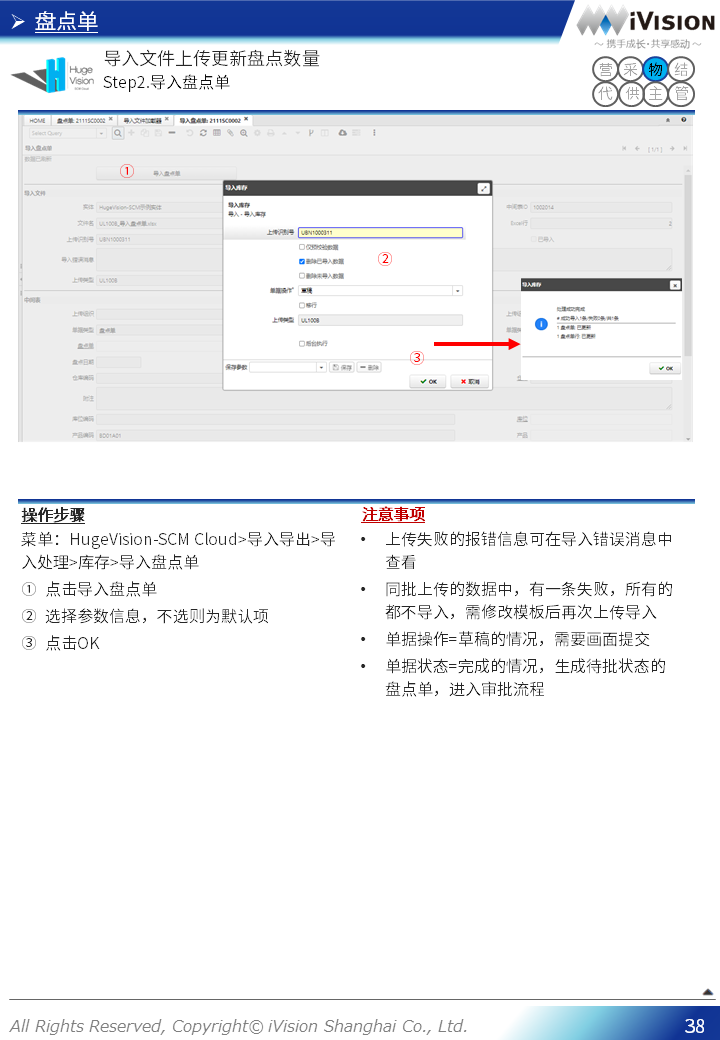 盘点单
iVISION
～ 携手成长·共享感动 ～
导入文件上传更新盘点数量
Step2.导入盘点单
Huge
Vision
营 采 物 结
代 供 主 管
HOME 盘点单: 2111SC0002 导入文件加载器 导入盘点单: 2111SC0002
Select Query
导入盘点单
数据已刷新
[1/1]
① 导入盘点单
导入文件
实体 HugeVision-SCM示例实体
中间表ID 1002014
文件名 UL1008_导入盘点单.xlsx
Excel行 2
上传识别号 UBN1000311
已导入
导入错误消息
上传类型 UL1008
中间表
上传标识
单据类型 盘点单
盘点单
盘点日期
仓库编码
附注
库位编码
库位
产品编码 ED01A01
产品
导入库存
导入库存
导入 - 导入库存
上传识别号 UBN1000311
仅预校验数据
删除已导入数据
②
删除未导入数据
单据操作* 草稿
移行
上传类型 UL1008
后台执行
③
保存参数 保存 删除
OK 取消
导入库存
处理成功完成
#:成功导入1条/失败0条/共1条
1 盘点单: 已更新
1 盘点单行: 已更新
OK
操作步骤
菜单：HugeVision-SCM Cloud>导入导出>导
入处理>库存>导入盘点单
① 点击导入盘点单
② 选择参数信息，不选则为默认项
③ 点击OK
注意事项
• 上传失败的报错信息可在导入错误消息中
查看
• 同批上传的数据中，有一条失败，所有的
都不导入，需修改模板后再次上传导入
• 单据操作=草稿的情况，需要画面提交
• 单据状态=完成的情况，生成待批状态的
盘点单，进入审批流程
All Rights Reserved, Copyright© iVision Shanghai Co., Ltd.
38